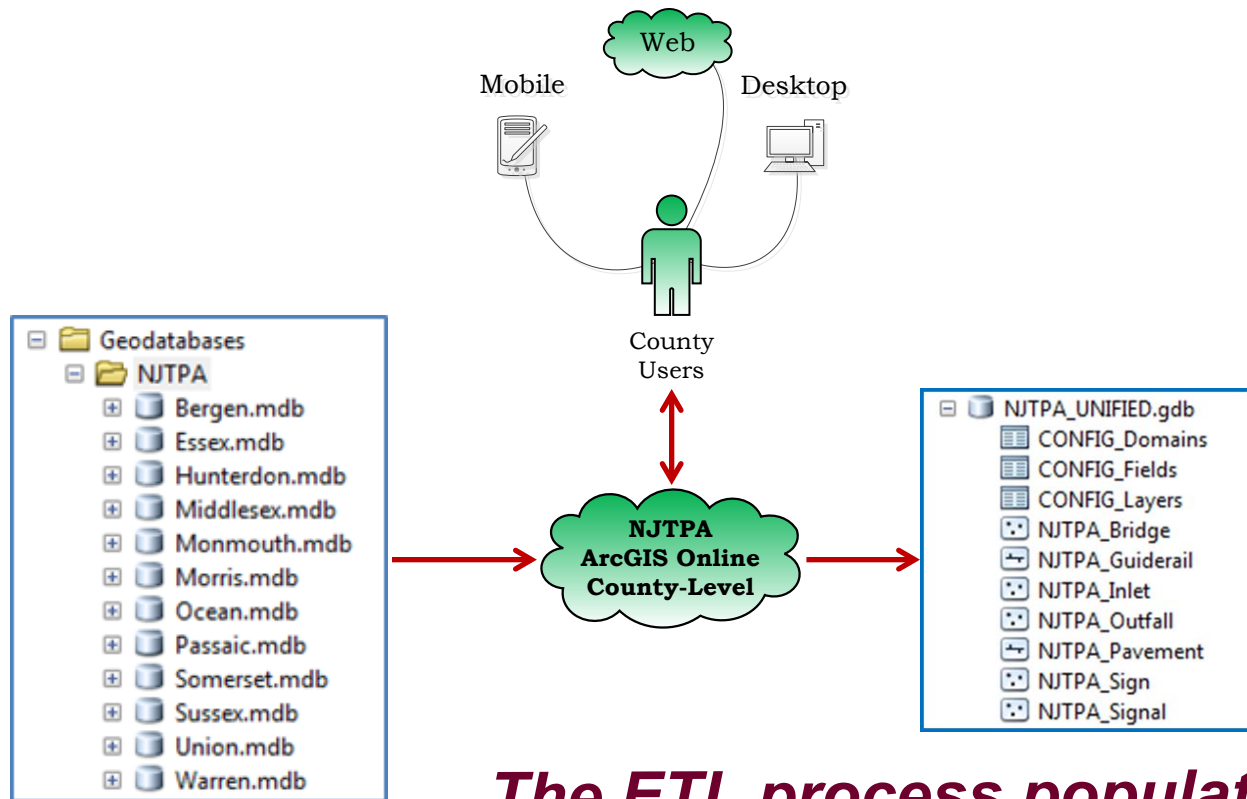 Web
Mobile
Desktop
County
Users
Geodatabases
NJTPA
Bergen.mdb
Essex.mdb
Hunterdon.mdb
Middlesex.mdb
Monmouth.mdb
Morris.mdb
Ocean.mdb
Passaic.mdb
Somerset.mdb
Sussex.mdb
Union.mdb
Warren.mdb
NJTPA
ArcGIS Online
County-Level
NJTPA_UNIFIED.gdb
CONFIG_Domains
CONFIG_Fields
CONFIG_Layers
NJTPA_Bridge
NJTPA_Guiderail
NJTPA_Inlet
NJTPA_Outfall
NJTPA_Pavement
NJTPA_Sign
NJTPA_Signal
The ETL process